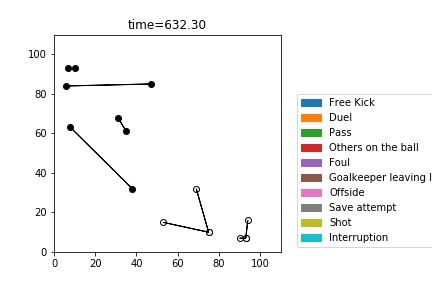 time=632.30
100
80
60
40
20
0
0 20 40 60 80 100
Free Kick
Duel
Pass
Others on the ball
Foul
Goalkeeper leaving l
Offside
Save attempt
Shot
Interruption